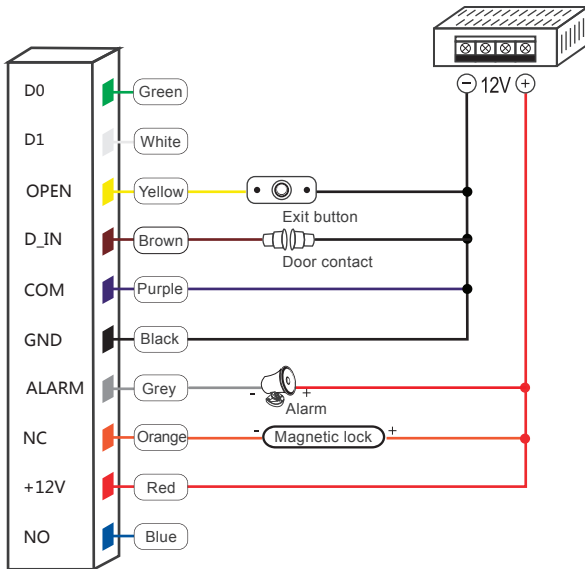 − 12V +
D0 Green
D1 White
OPEN Yellow
Exit button
D_IN Brown
Door contact
COM Purple
GND Black
ALARM Grey - +
Alarm
NC Orange - Magnetic lock +
+12V Red
NO Blue